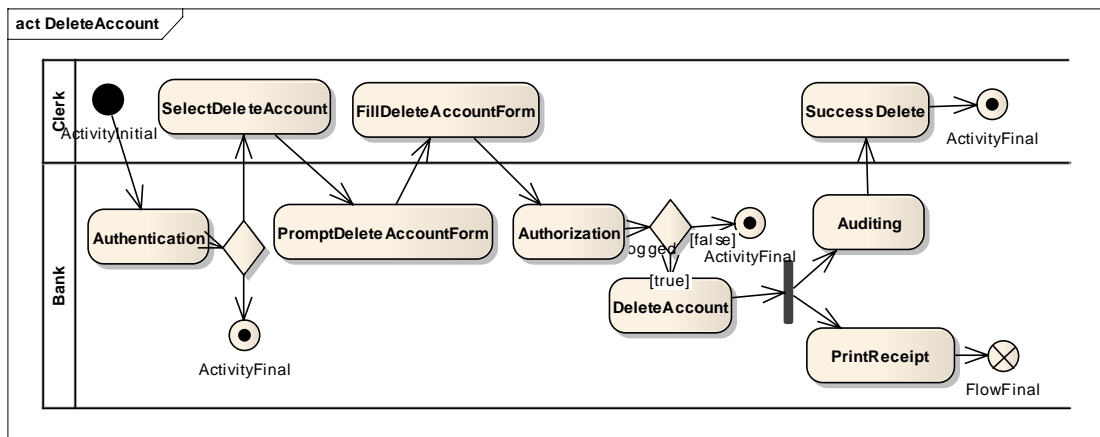 act DeleteAccount
Clerk
ActivityInitial
SelectDeleteAccount
FillDeleteAccountForm
SuccessDelete
ActivityFinal
Bank
Authentication
PromptDeleteAccountForm
Authorization
[false]
ActivityFinal
[true]
DeleteAccount
Auditing
ActivityFinal
PrintReceipt
FlowFinal